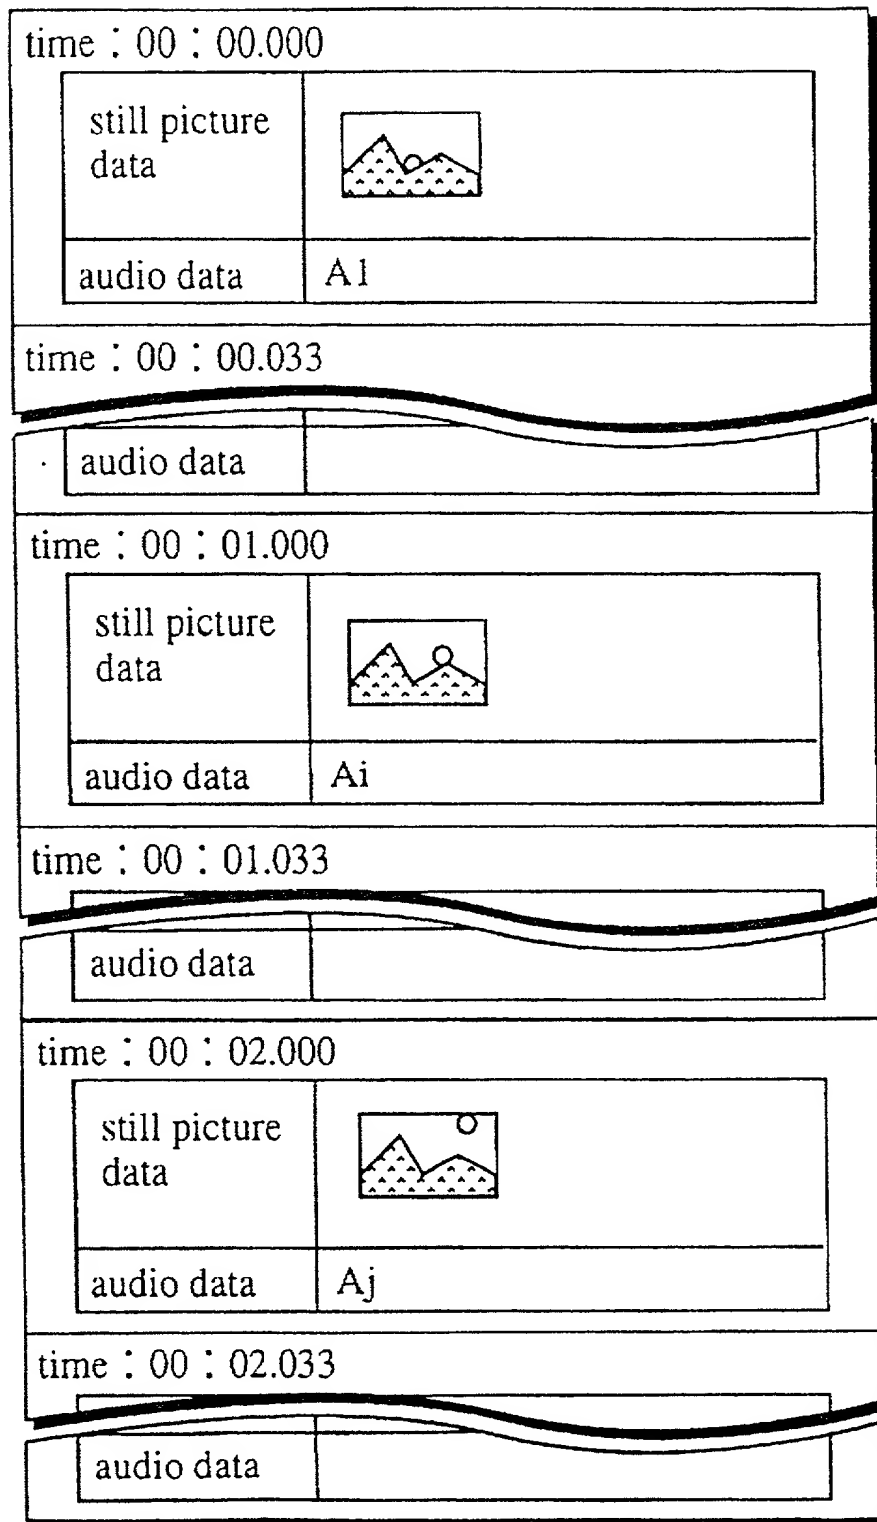 time : 00 : 00.000
still picture
data
audio data A1
time : 00 : 00.033
audio data
time : 00 : 01.000
still picture
data
audio data Ai
time : 00 : 01.033
audio data
time : 00 : 02.000
still picture
data
audio data Aj
time : 00 : 02.033
audio data